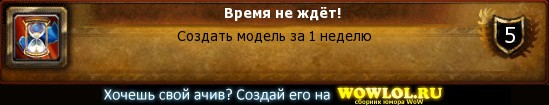 Время не ждёт!
Создать модель за 1 неделю
5
Хочешь свой ачив? Создай его на WOWLOL.RU
сборник юмора WoW